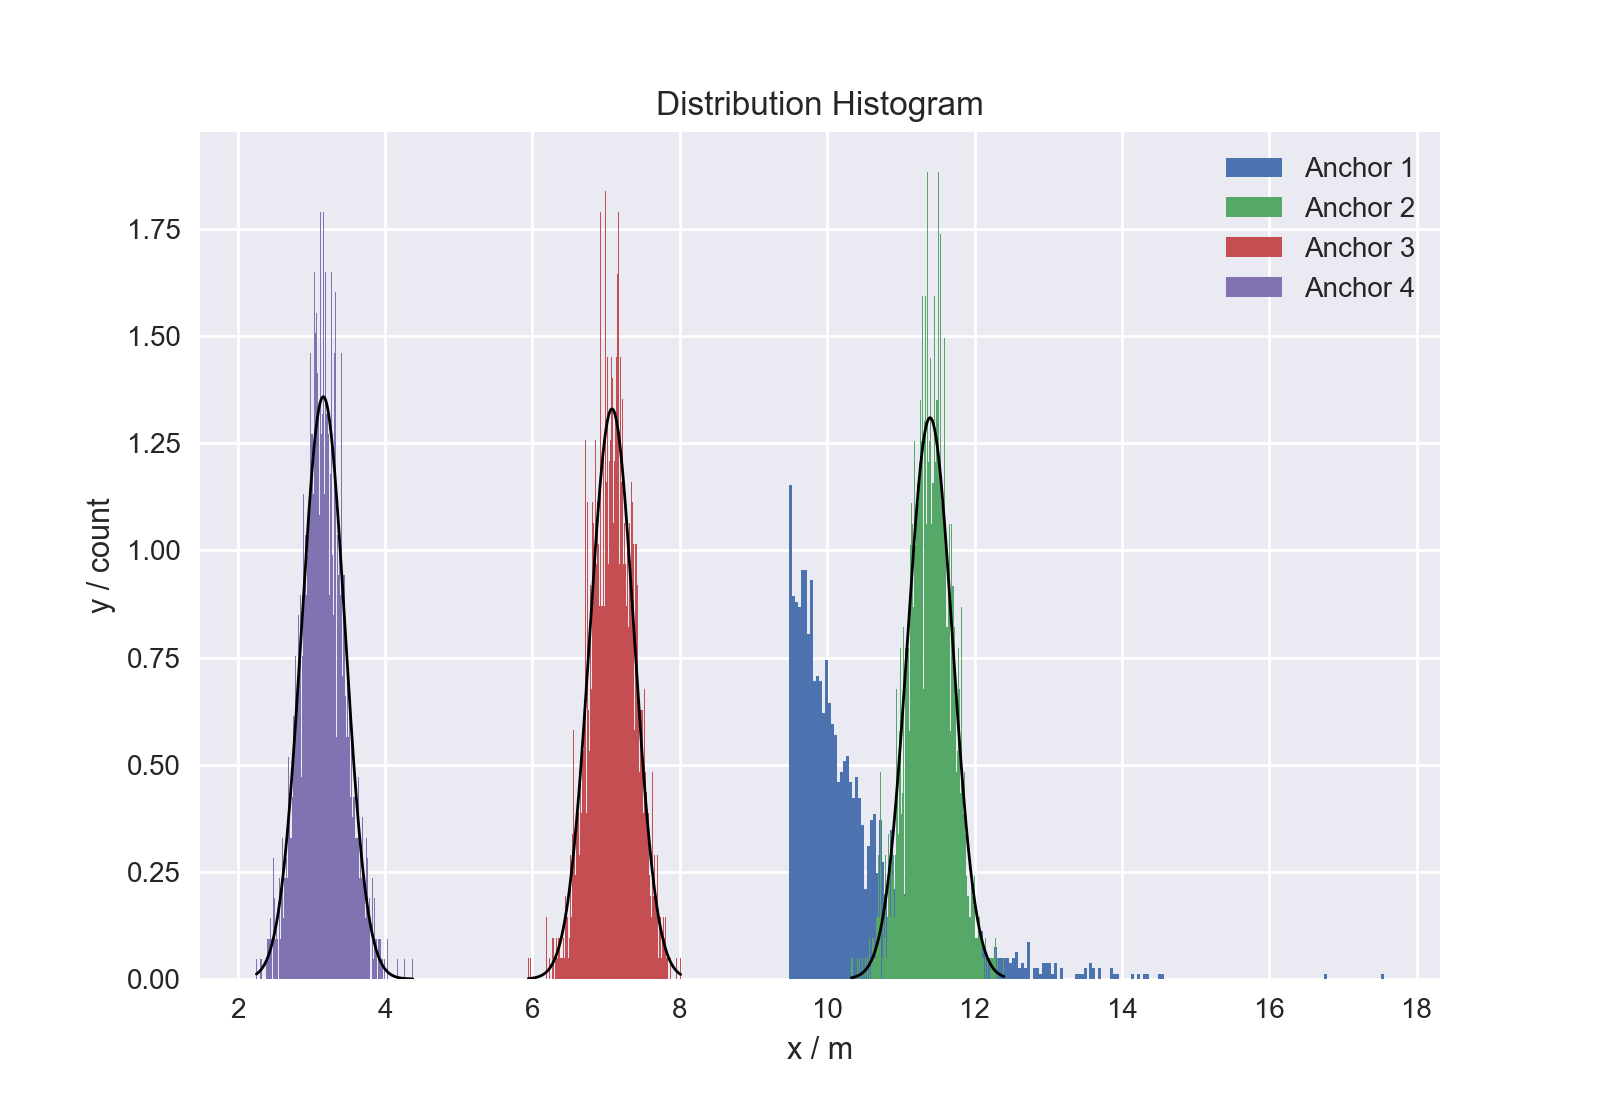 Distribution Histogram
Anchor 1
Anchor 2
Anchor 3
Anchor 4
1.75
1.50
1.25
1.00
0.75
0.50
0.25
0.00
y / count
2 4 6 8 10 12 14 16 18
x / m